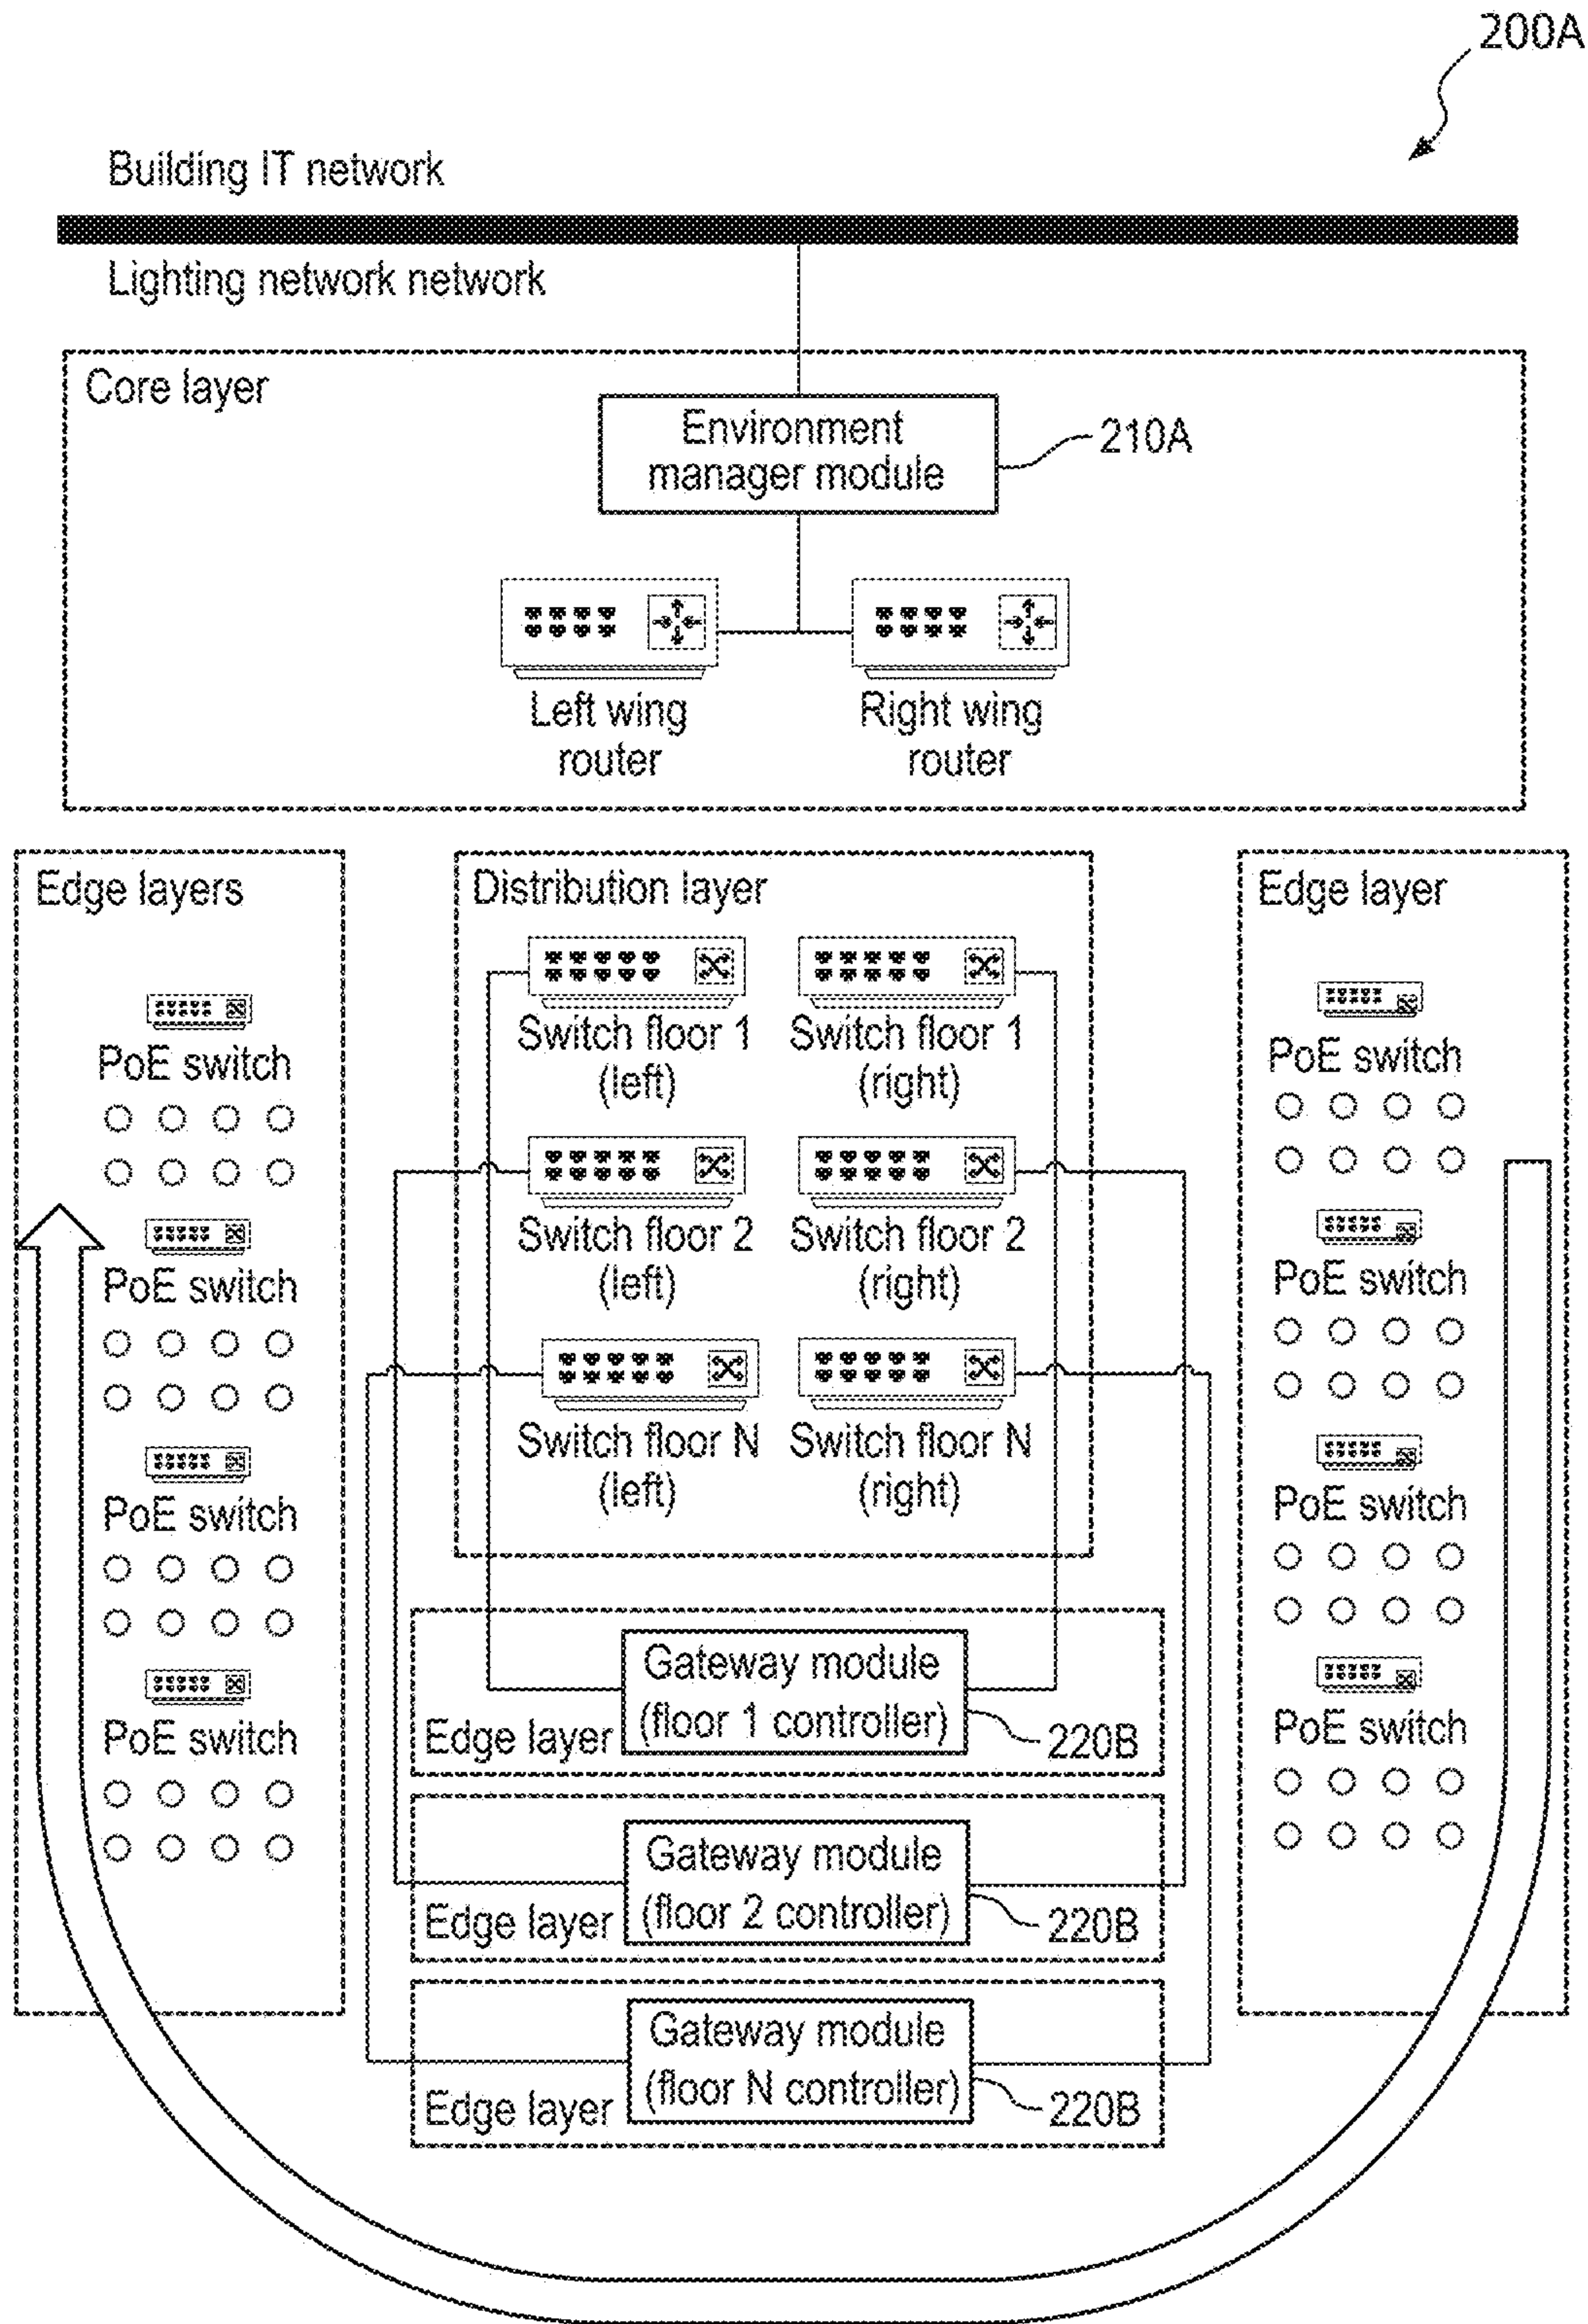 200A
Building IT network
Lighting network network
Core layer
Environment
manager module
210A
Left wing
router
Right wing
router
Edge layers
PoE switch
PoE switch
PoE switch
PoE switch
Distribution layer
Switch floor 1
(left)
Switch floor 1
(right)
Switch floor 2
(left)
Switch floor 2
(right)
Switch floor N
(left)
Switch floor N
(right)
Edge layer
PoE switch
PoE switch
PoE switch
PoE switch
Gateway module
(floor 1 controller)
Edge layer
220B
Gateway module
(floor 2 controller)
Edge layer
220B
Gateway module
(floor N controller)
Edge layer
220B